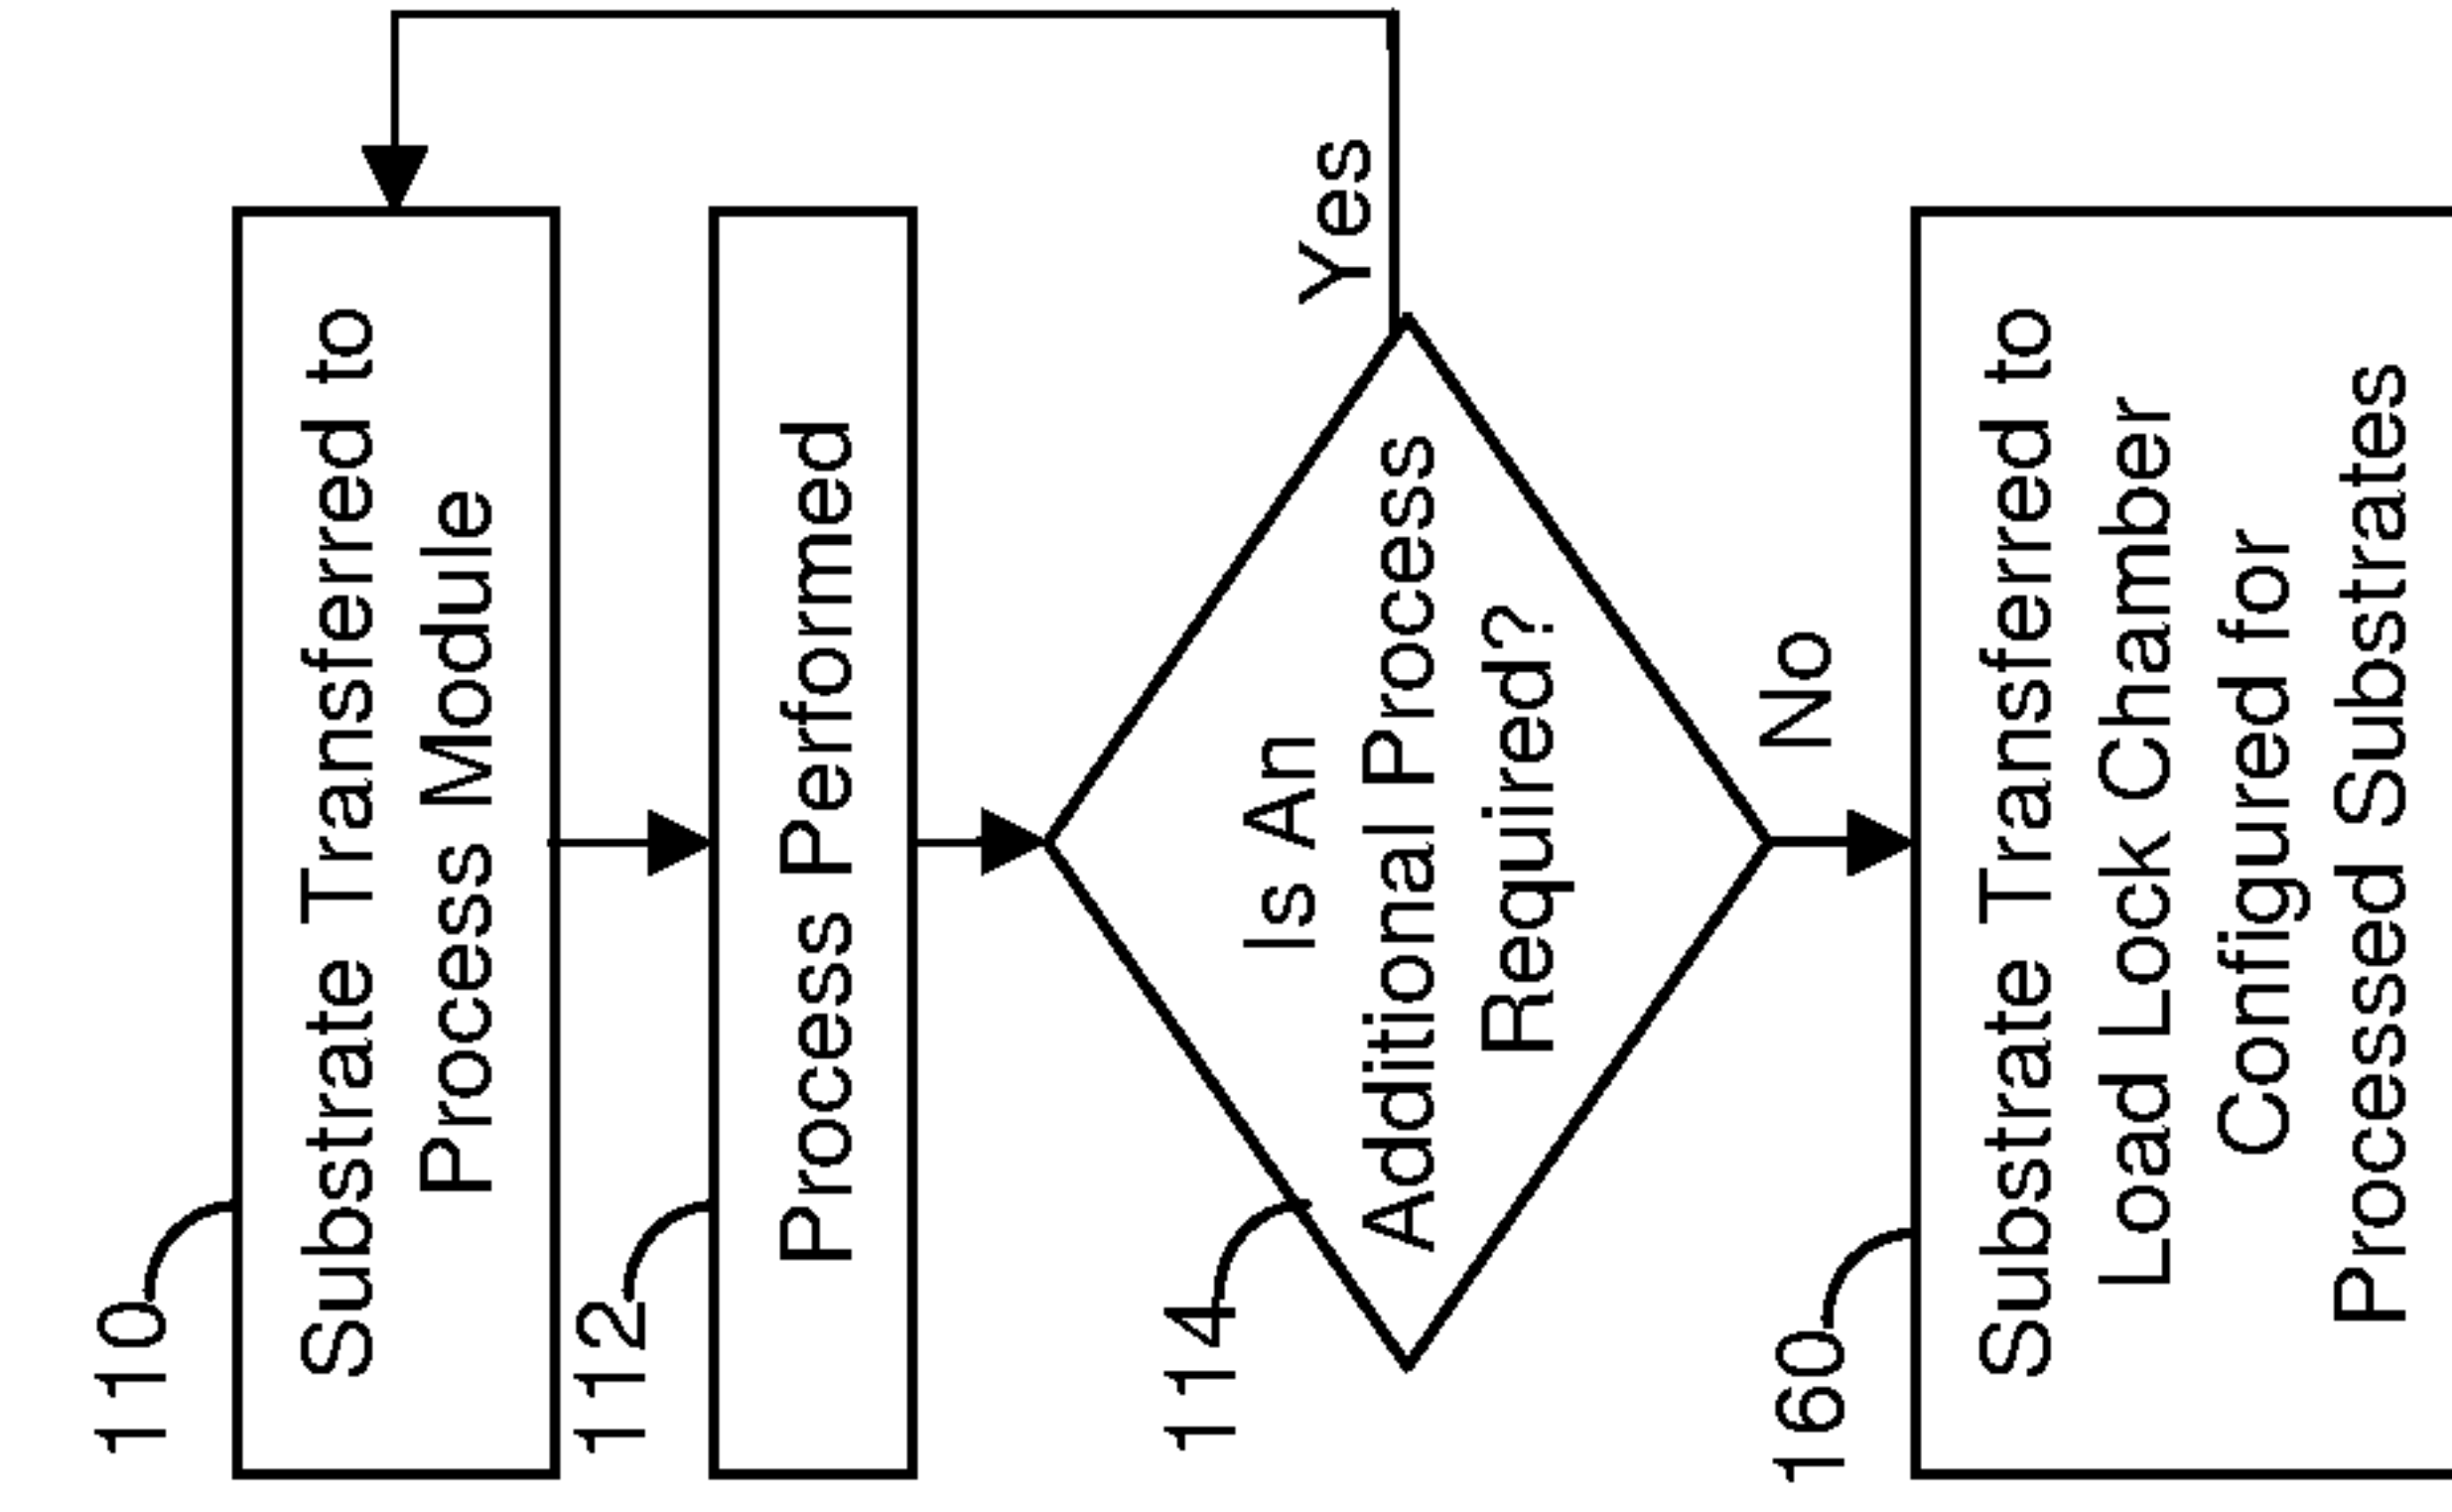 110
Substrate Transferred to
Process Module
112
Process Performed
114
Is An
Additional Process
Required?
Yes
No
160
Substrate Transferred to
Load Lock Chamber
Configured for
Processed Substrates